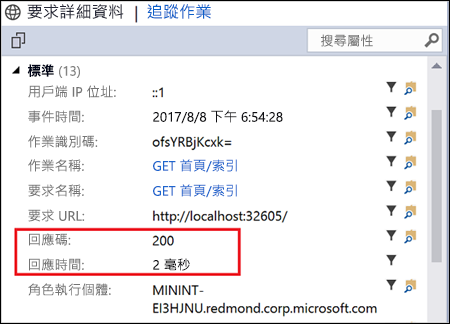 要求詳細資料 | 追蹤作業
搜尋屬性
標準 (13)
用戶端 IP 位址: ::1
事件時間: 2017/8/8 下午 6:54:28
作業識別碼: ofsYRBjKcxk=
作業名稱: GET 首頁/索引
要求名稱: GET 首頁/索引
要求 URL: http://localhost:32605/
回應碼: 200
回應時間: 2 毫秒
角色執行個體: MININT-
EI3HJNU.redmond.corp.microsoft.com